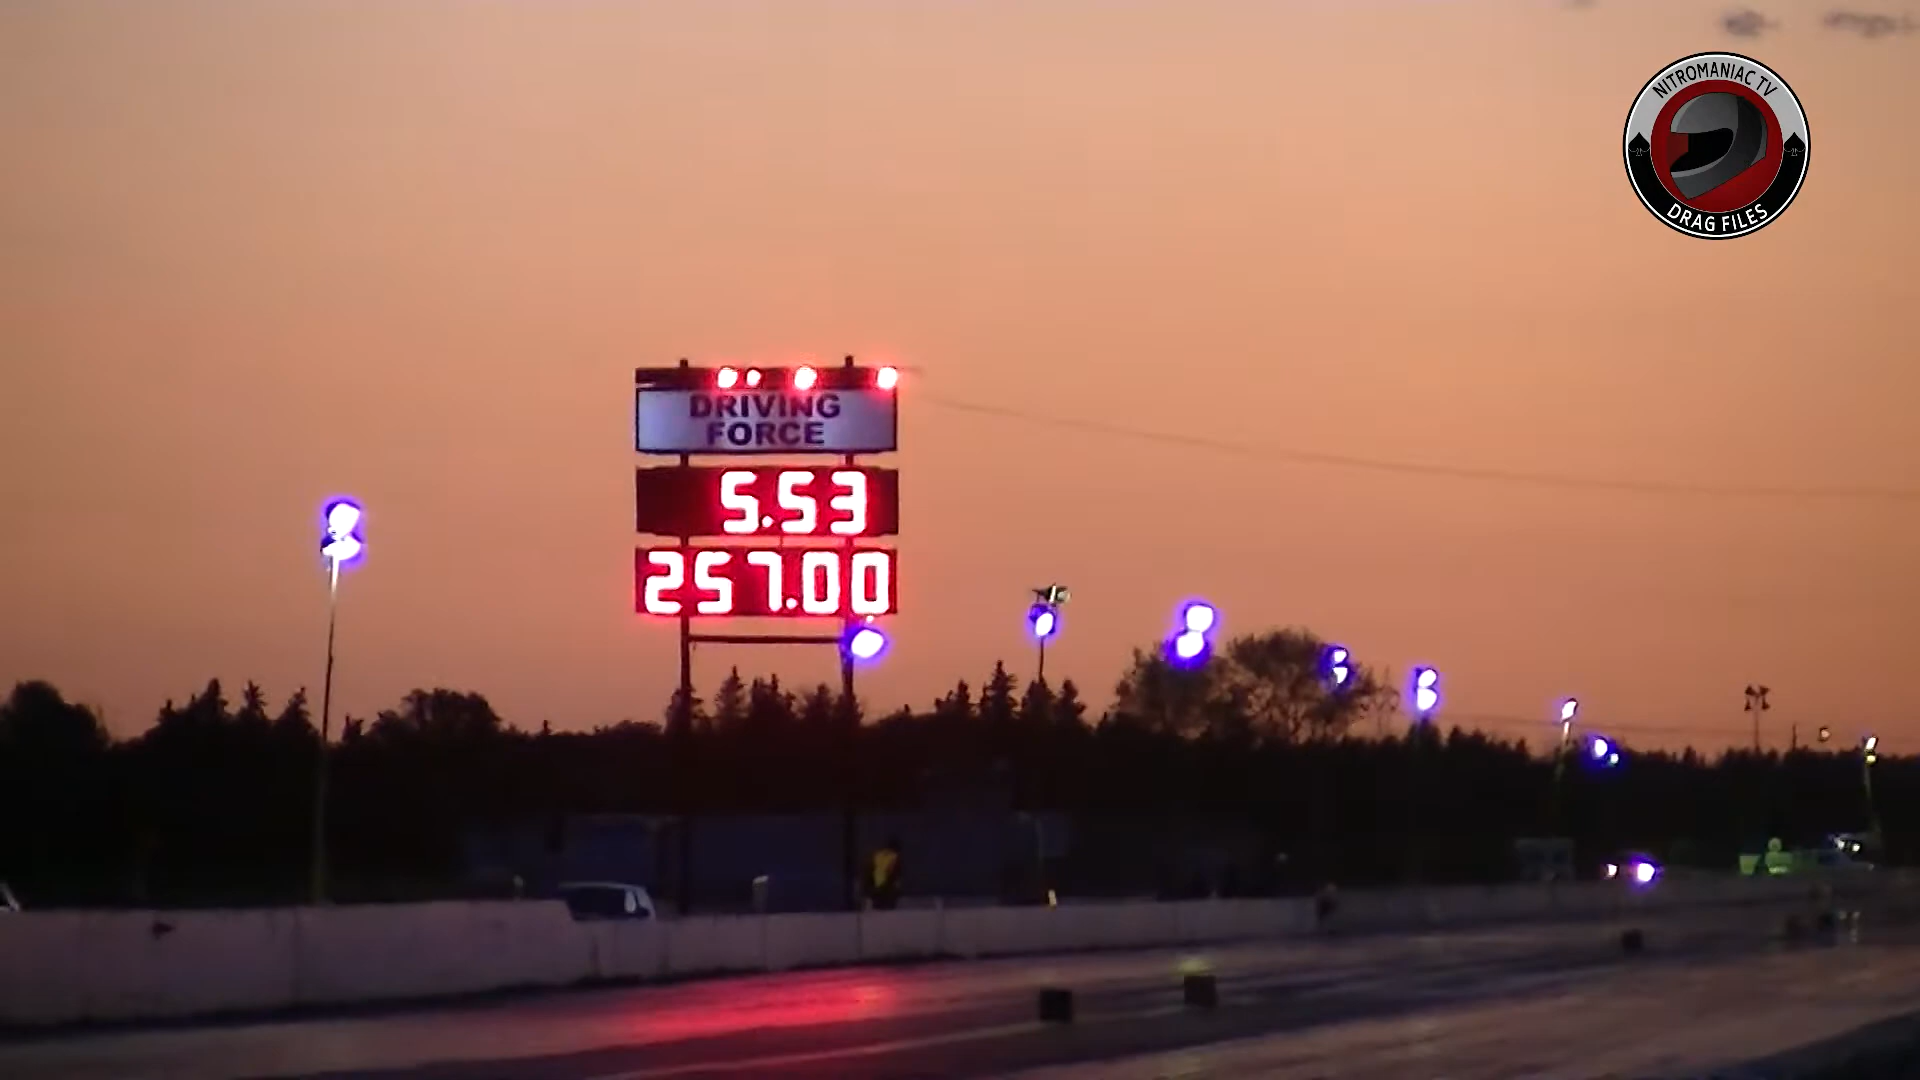 NITROMANIAC TV
DRAG FILES
DRIVING
FORCE
5.53
257.00